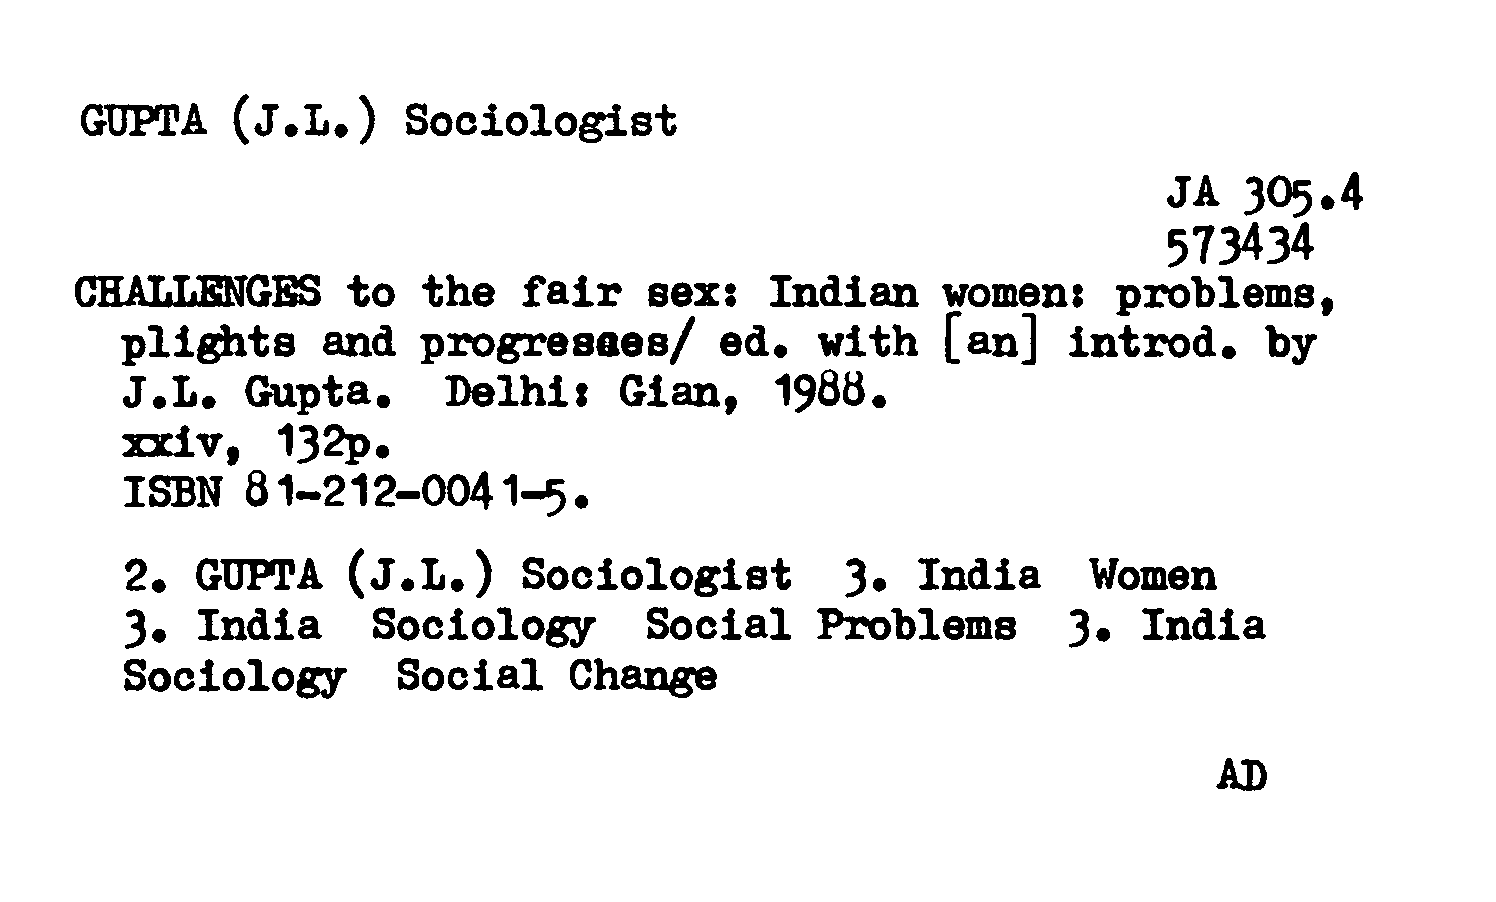 GUPTA (J.L.) Sociologist
JA 305.4
573434
CHALLENGES to the fair sex: Indian women: problems,
plights and progresses/ ed. with [an] introd. by
J.L. Gupta. Delhi: Gian, 1988.
xxiv, 132p.
ISBN 81-212-0041-5.
2. GUPTA (J.L.) Sociologist 3. India Women
3. India Sociology Social Problems 3. India
Sociology Social Change
AD